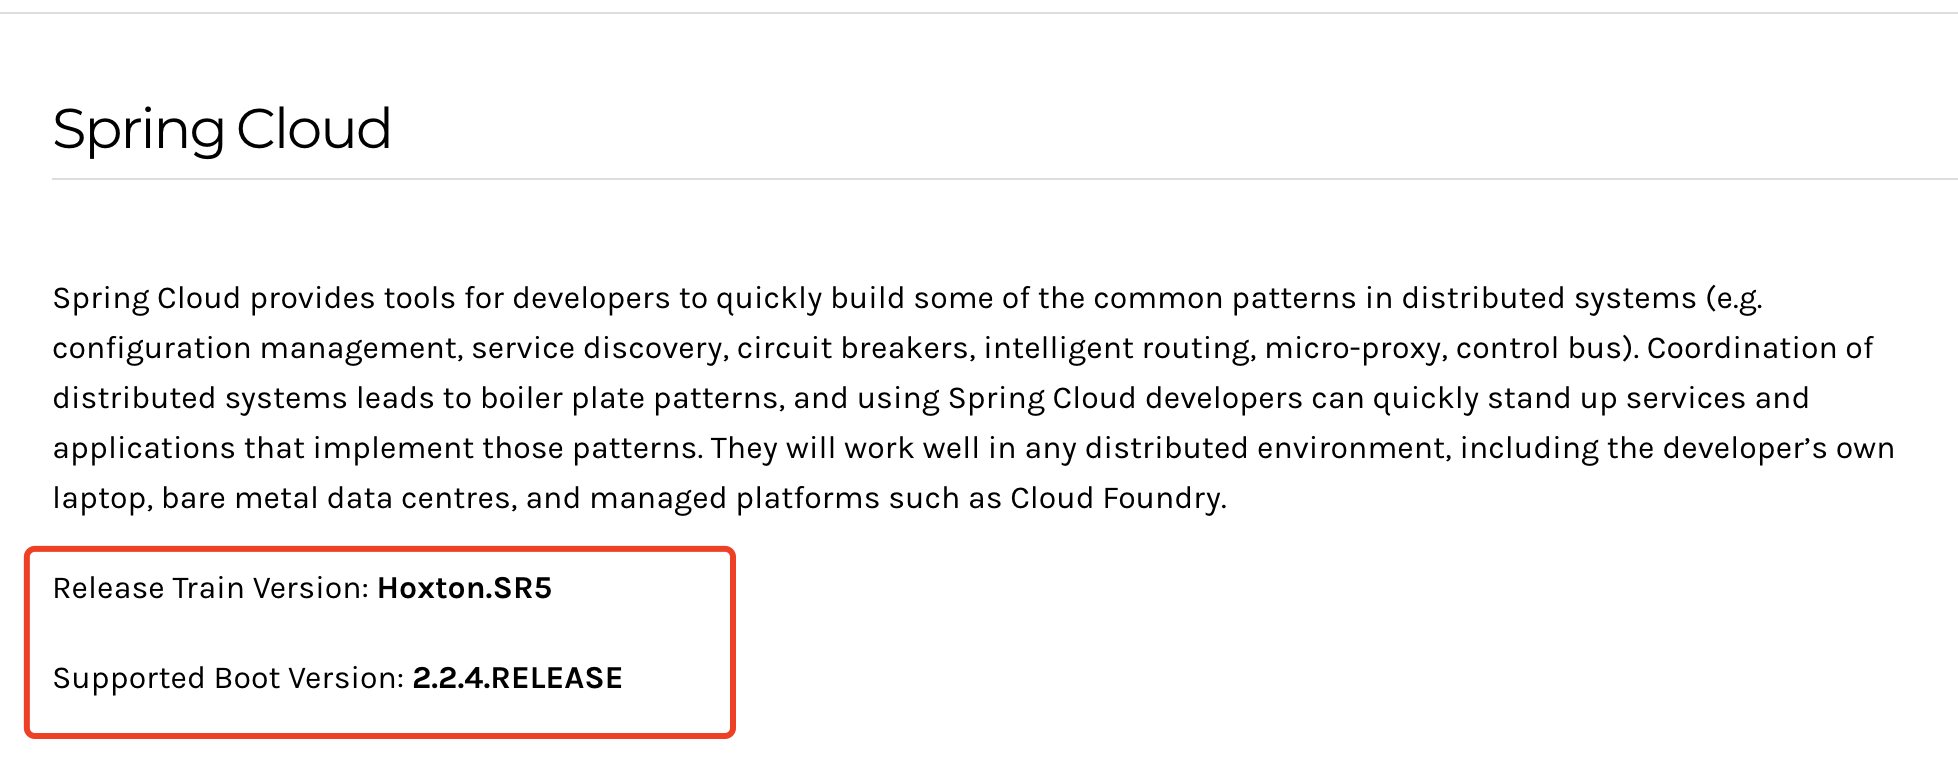 Spring Cloud
Spring Cloud provides tools for developers to quickly build some of the common patterns in distributed systems (e.g.
configuration management, service discovery, circuit breakers, intelligent routing, micro-proxy, control bus). Coordination of
distributed systems leads to boiler plate patterns, and using Spring Cloud developers can quickly stand up services and
applications that implement those patterns. They will work well in any distributed environment, including the developer’s own
laptop, bare metal data centres, and managed platforms such as Cloud Foundry.
Release Train Version: Hoxton.SR5
Supported Boot Version: 2.2.4.RELEASE